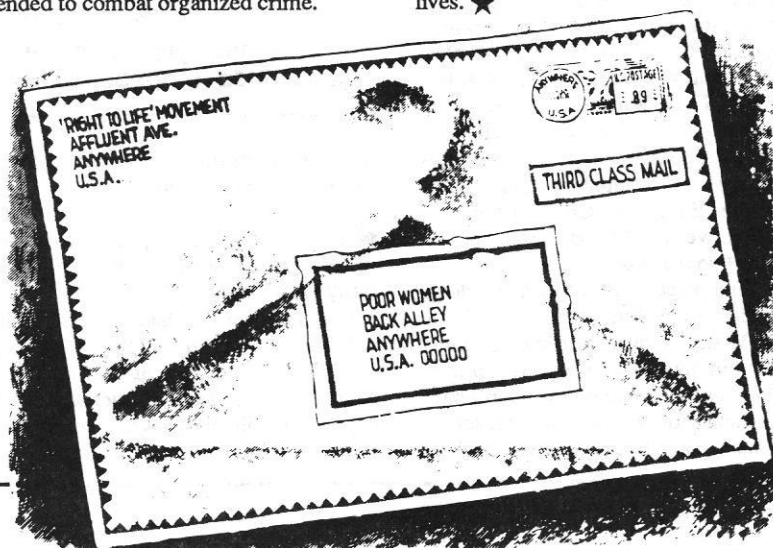 ended to combat organized crime.
lives. ★
'RIGHT TO LIFE' MOVEMENT
AFFLUENT AVE.
ANYWHERE
U.S.A.
ANYWHERE
U.S.A.
POSTAGE
89
THIRD CLASS MAIL
POOR WOMEN
BACK ALLEY
ANYWHERE
U.S.A. 00000